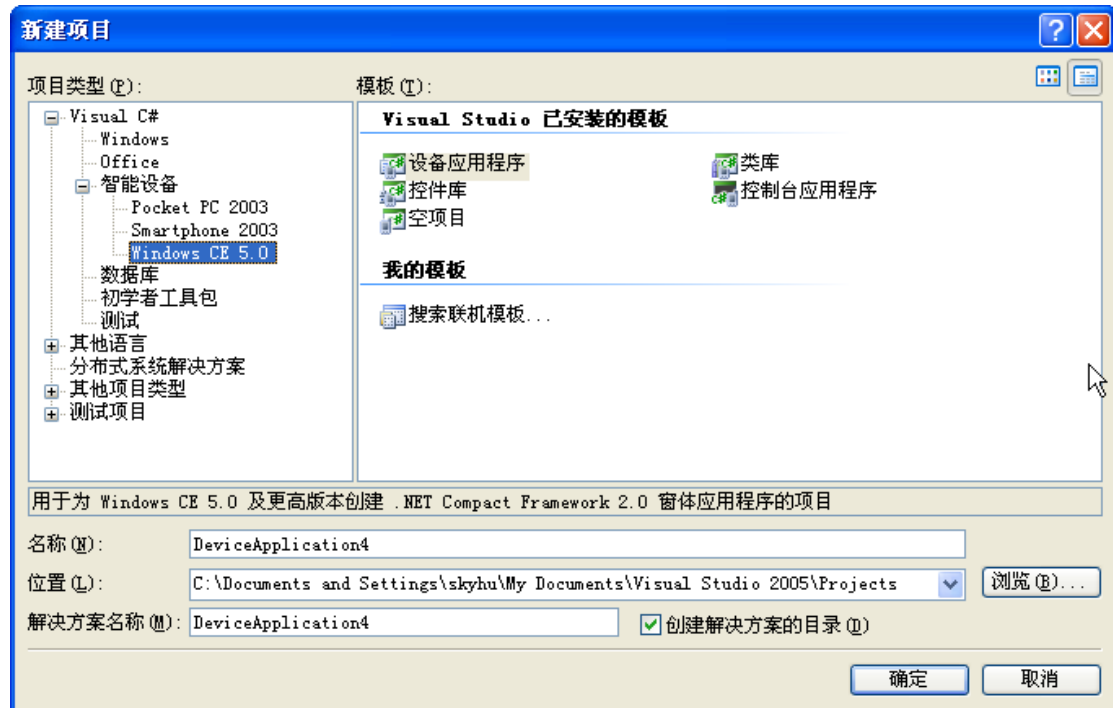 新建项目
项目类型(P):
模板(T):
Visual C#
Windows
Office
智能设备
Pocket PC 2003
Smartphone 2003
Windows CE 5.0
数据库
初学者工具包
测试
其他语言
分布式系统解决方案
其他项目类型
测试项目
Visual Studio 已安装的模板
设备应用程序
类库
控件库
控制台应用程序
空项目
我的模板
搜索联机模板...
用于为 Windows CE 5.0 及更高版本创建 .NET Compact Framework 2.0 窗体应用程序的项目
名称(N): DeviceApplication4
位置(L): C:\Documents and Settings\skyhu\My Documents\Visual Studio 2005\Projects 浏览(B)...
解决方案名称(M): DeviceApplication4 创建解决方案的目录(D)
确定 取消